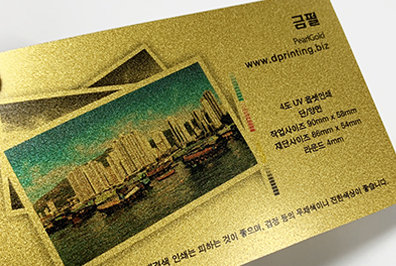 금펄
PearlGold
www.dprinting.biz
4도 UV 옵셋인쇄
단/양면
작업사이즈 90mm x 58mm
재단사이즈 86mm x 54mm
라운드 4mm
색 인쇄는 피하는 것이 좋으며, 검정 등의 무채색이나 진한색상이 좋습니다.